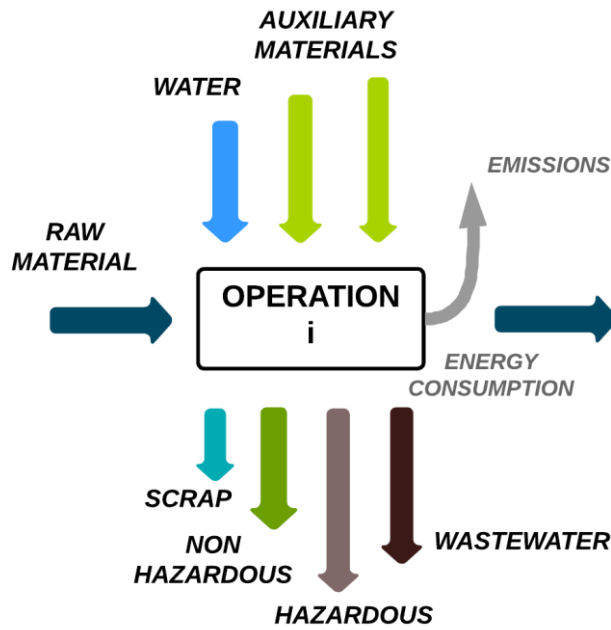 AUXILIARY
MATERIALS
WATER
EMISSIONS
RAW
MATERIAL
OPERATION
i
ENERGY
CONSUMPTION
SCRAP
NON
HAZARDOUS
WASTEWATER
HAZARDOUS